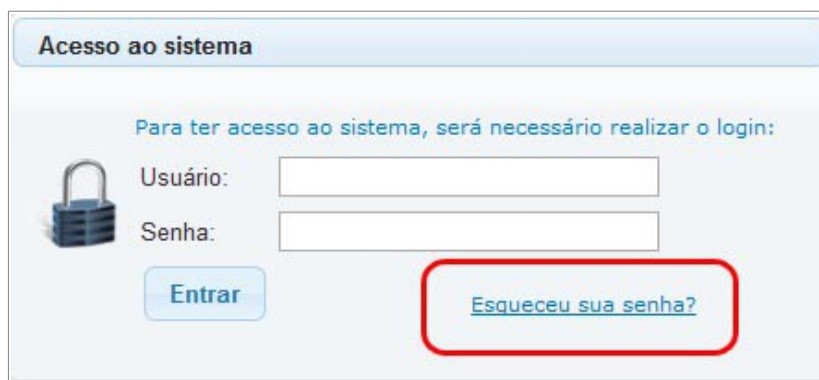 Acesso ao sistema
Para ter acesso ao sistema, será necessário realizar o login:
Usuário:
Senha:
Entrar
Esqueceu sua senha?